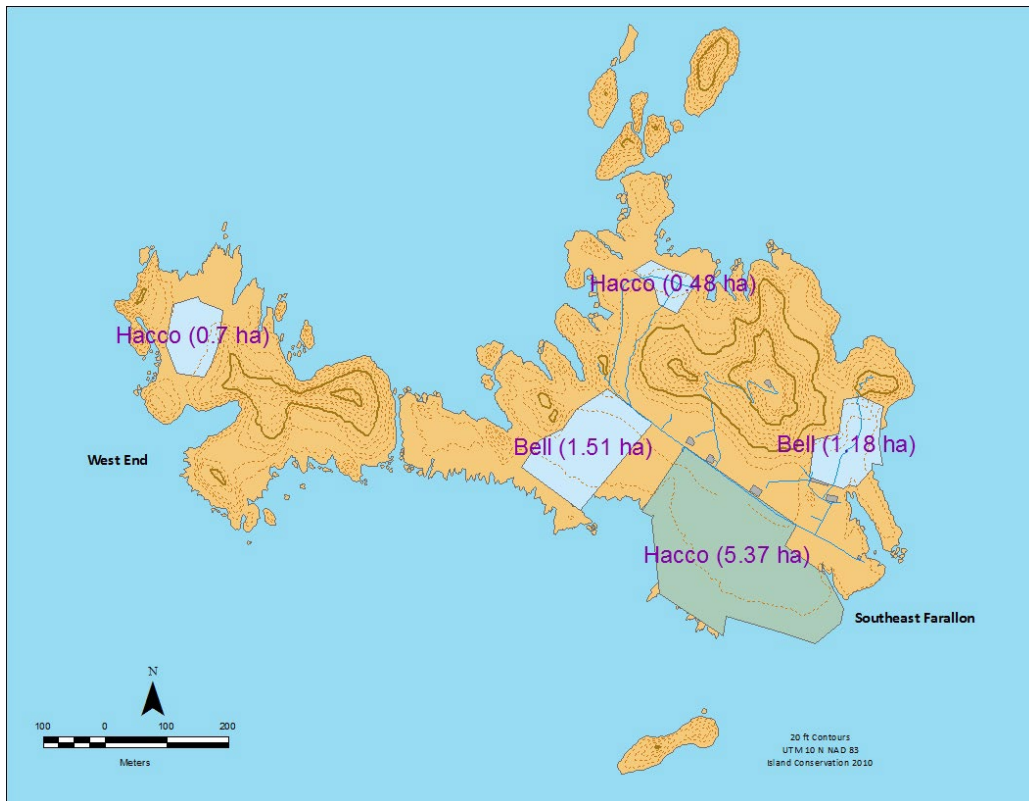 Hacco (0.48 ha)
Hacco (0.7 ha)
Bell (1.51 ha)
Bell (1.18 ha)
West End
Hacco (5.37 ha)
Southeast Farallon
N
100 0 100 200
Meters
20 ft Contours
UTM 10 N NAD 83
Island Conservation 2010